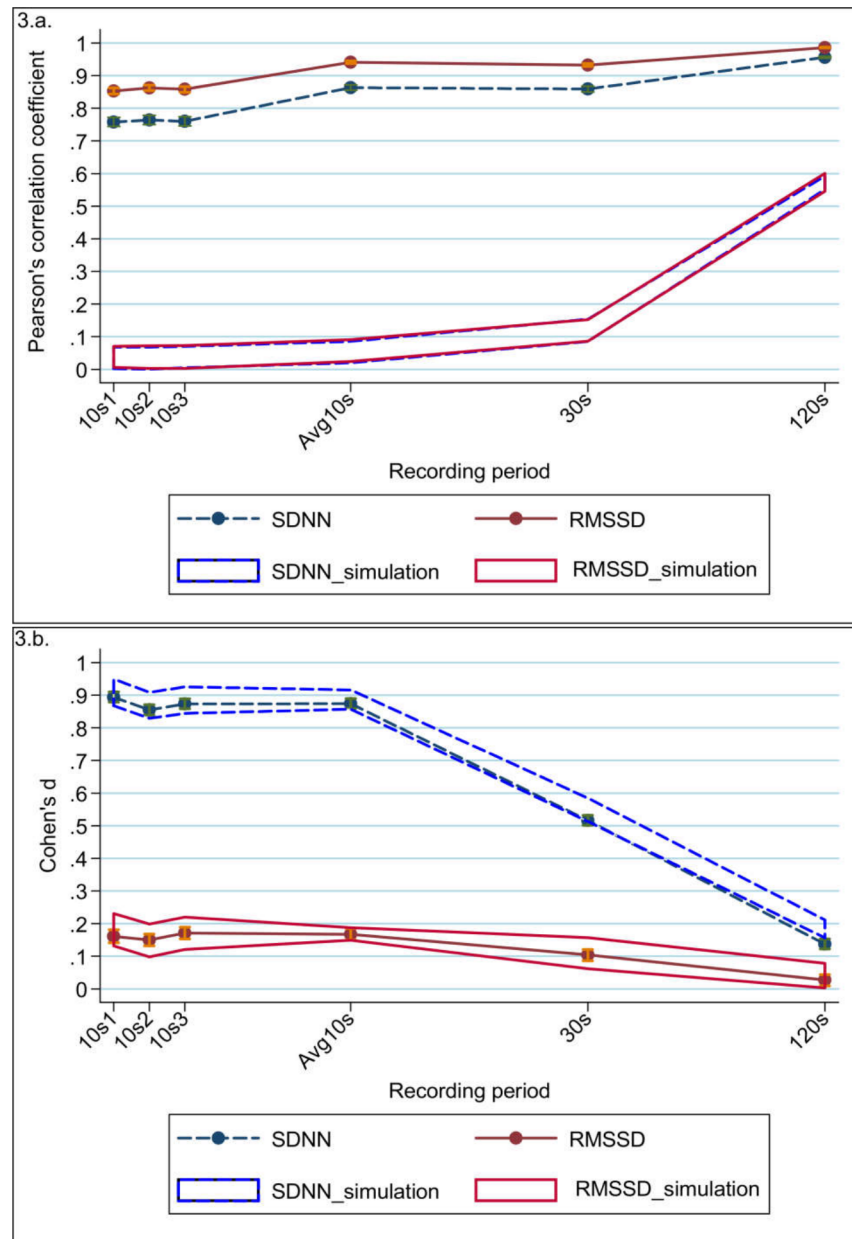 3.a.
Pearson's correlation coefficient
1
.9
.8
.7
.6
.5
.4
.3
.2
.1
0
10s1
10s2
10s3
Avg10s
30s
120s
Recording period
SDNN
RMSSD
SDNN_simulation
RMSSD_simulation
3.b.
Cohen's d
1
.9
.8
.7
.6
.5
.4
.3
.2
.1
0
10s1
10s2
10s3
Avg10s
30s
120s
Recording period
SDNN
RMSSD
SDNN_simulation
RMSSD_simulation